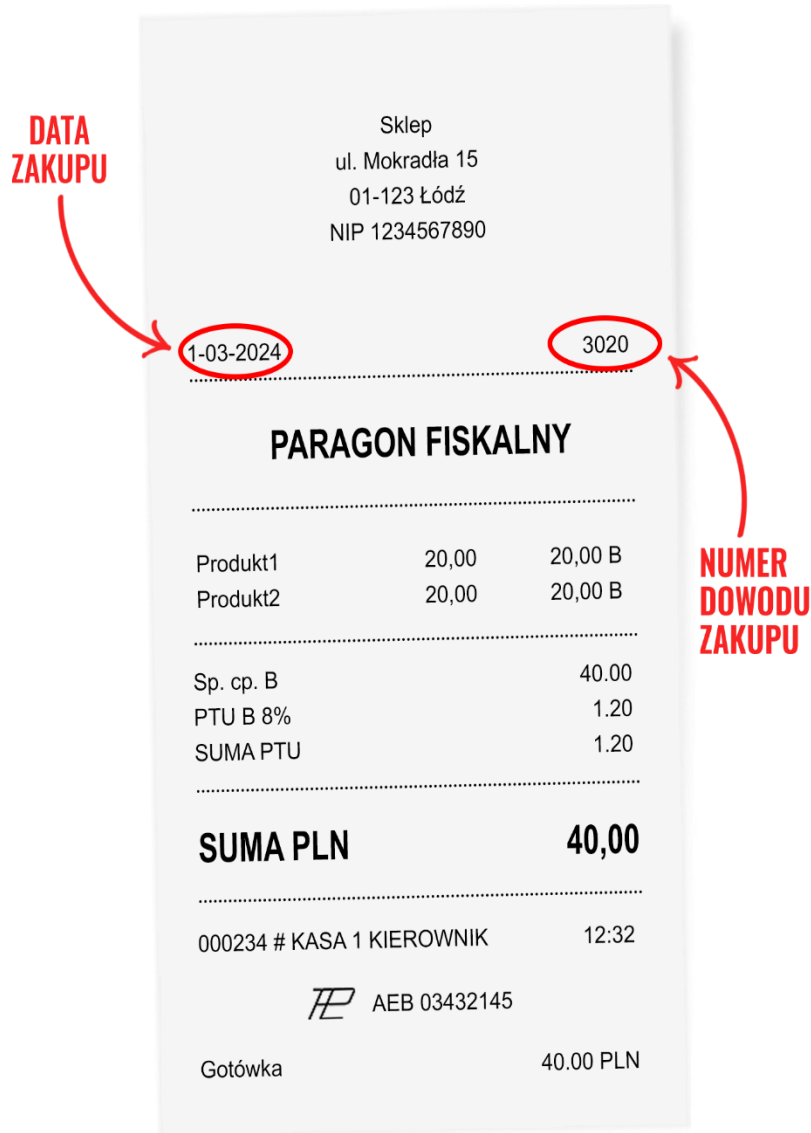 DATA
ZAKUPU
Sklep
ul. Mokradła 15
01-123 Łódź
NIP 1234567890
1-03-2024 3020
PARAGON FISKALNY
NUMER
DOWODU
ZAKUPU
Produkt1 20,00 20,00 B
Produkt2 20,00 20,00 B
Sp. cp. B 40.00
PTU B 8% 1.20
SUMA PTU 1.20
SUMA PLN 40,00
000234 # KASA 1 KIEROWNIK 12:32
AEB 03432145
Gotówka 40.00 PLN